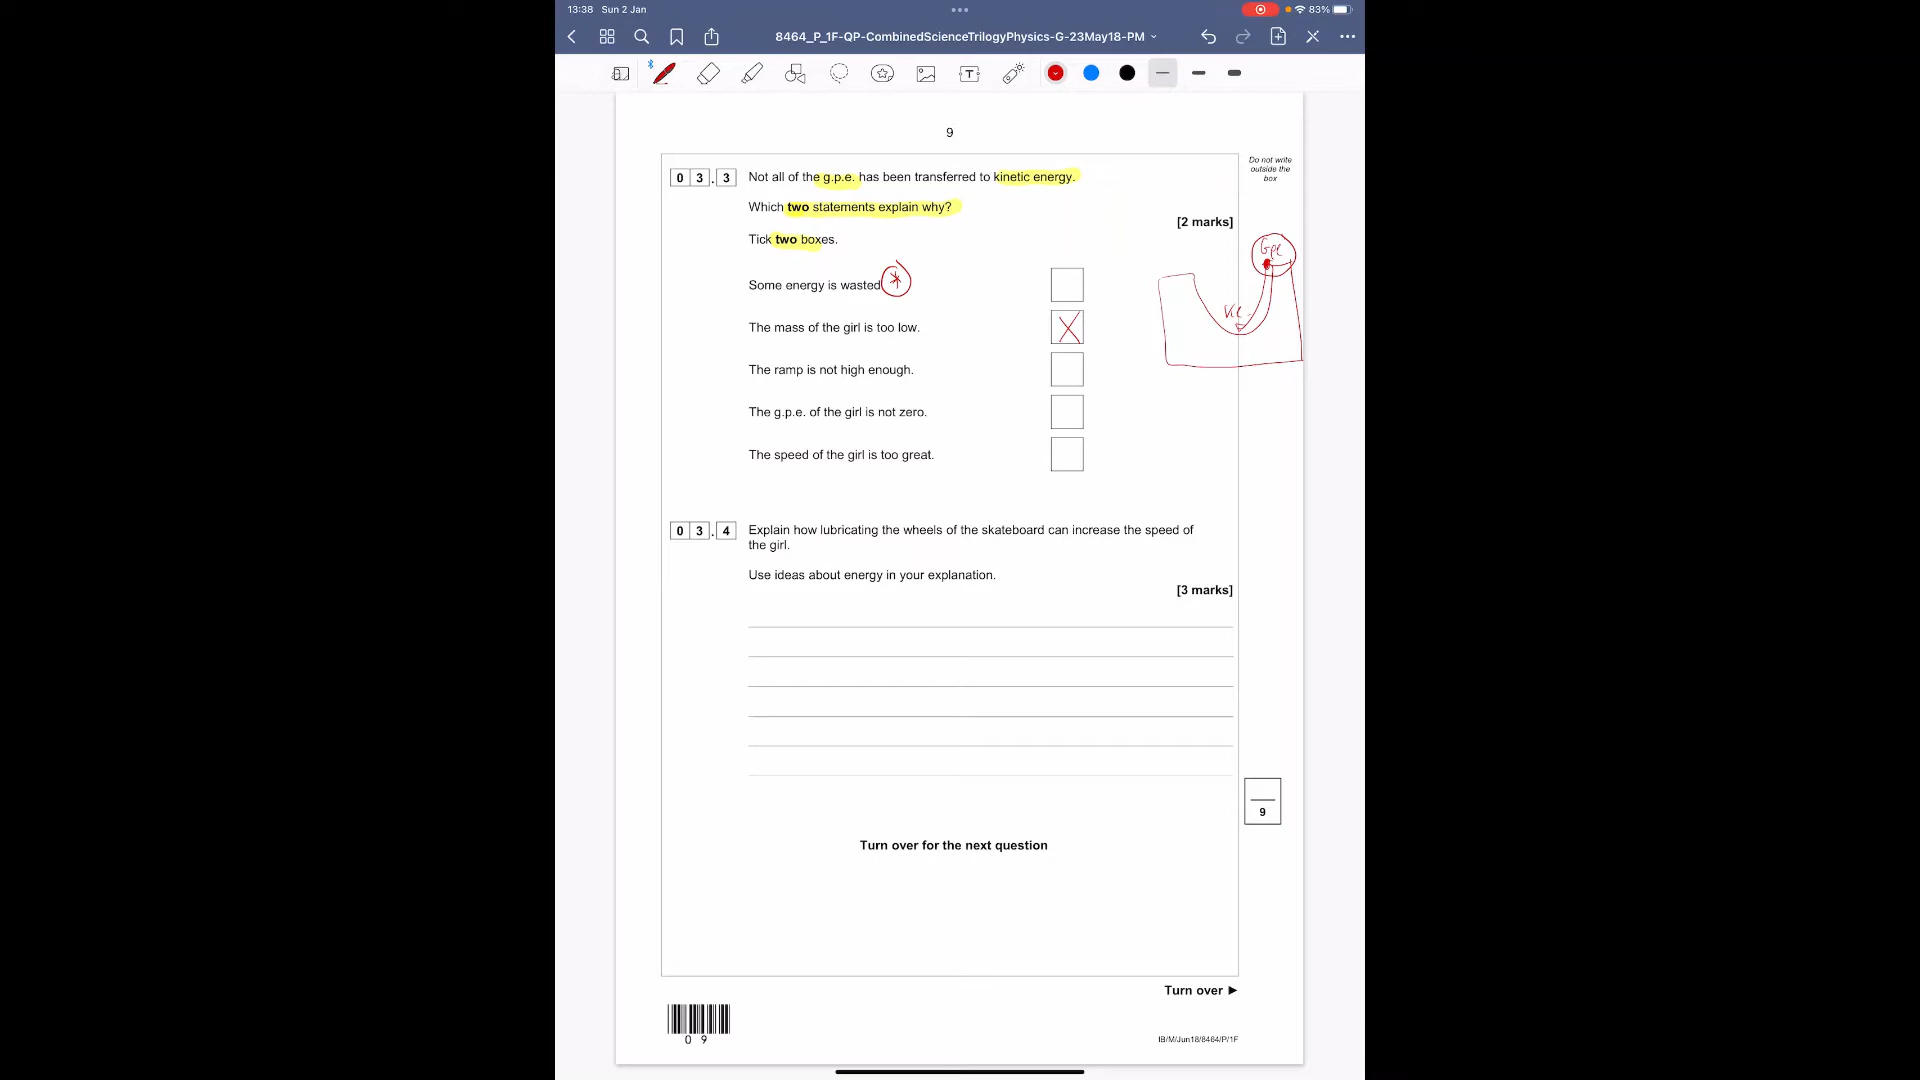 13:38 Sun 2 Jan
83%
8464_P_1F-QP-CombinedScienceTrilogyPhysics-G-23May18-PM
T
9
Do not write
outside the
box
0 3 . 3 Not all of the g.p.e. has been transferred to kinetic energy.
Which two statements explain why?
[2 marks]
Tick two boxes.
Gpe
Some energy is wasted
The mass of the girl is too low.
The ramp is not high enough.
The g.p.e. of the girl is not zero.
The speed of the girl is too great.
0 3 . 4 Explain how lubricating the wheels of the skateboard can increase the speed of
the girl.
Use ideas about energy in your explanation.
[3 marks]
9
Turn over for the next question
Turn over ►
0 9
IB/M/Jun18/8464/P/1F